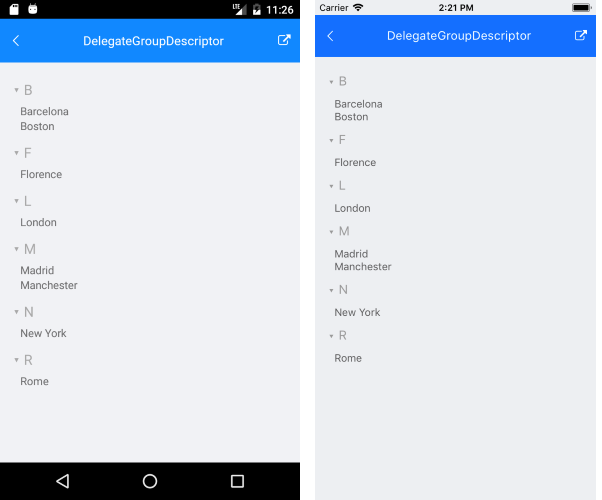 LTE 11:26
DelegateGroupDescriptor
B
Barcelona
Boston
F
Florence
L
London
M
Madrid
Manchester
N
New York
R
Rome
Carrier 2:21 PM
DelegateGroupDescriptor
B
Barcelona
Boston
F
Florence
L
London
M
Madrid
Manchester
N
New York
R
Rome